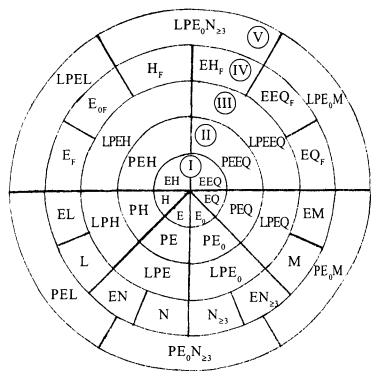 LPE₀N≥3
V
LPEL
H_F
EH_F
IV
LPE₀M
E₀F
III
EEQ_F
LPEH
II
LPEEQ
E_F
PEH
I
PEEQ
EQ_F
EH
EEQ
EL
LPH
PH
H
E
E₀
EQ
PEQ
LPEQ
EM
L
PE
PE₀
M
PEL
LPE
LPE₀
PE₀M
EN
N
N≥3
EN≥3
PE₀N≥3